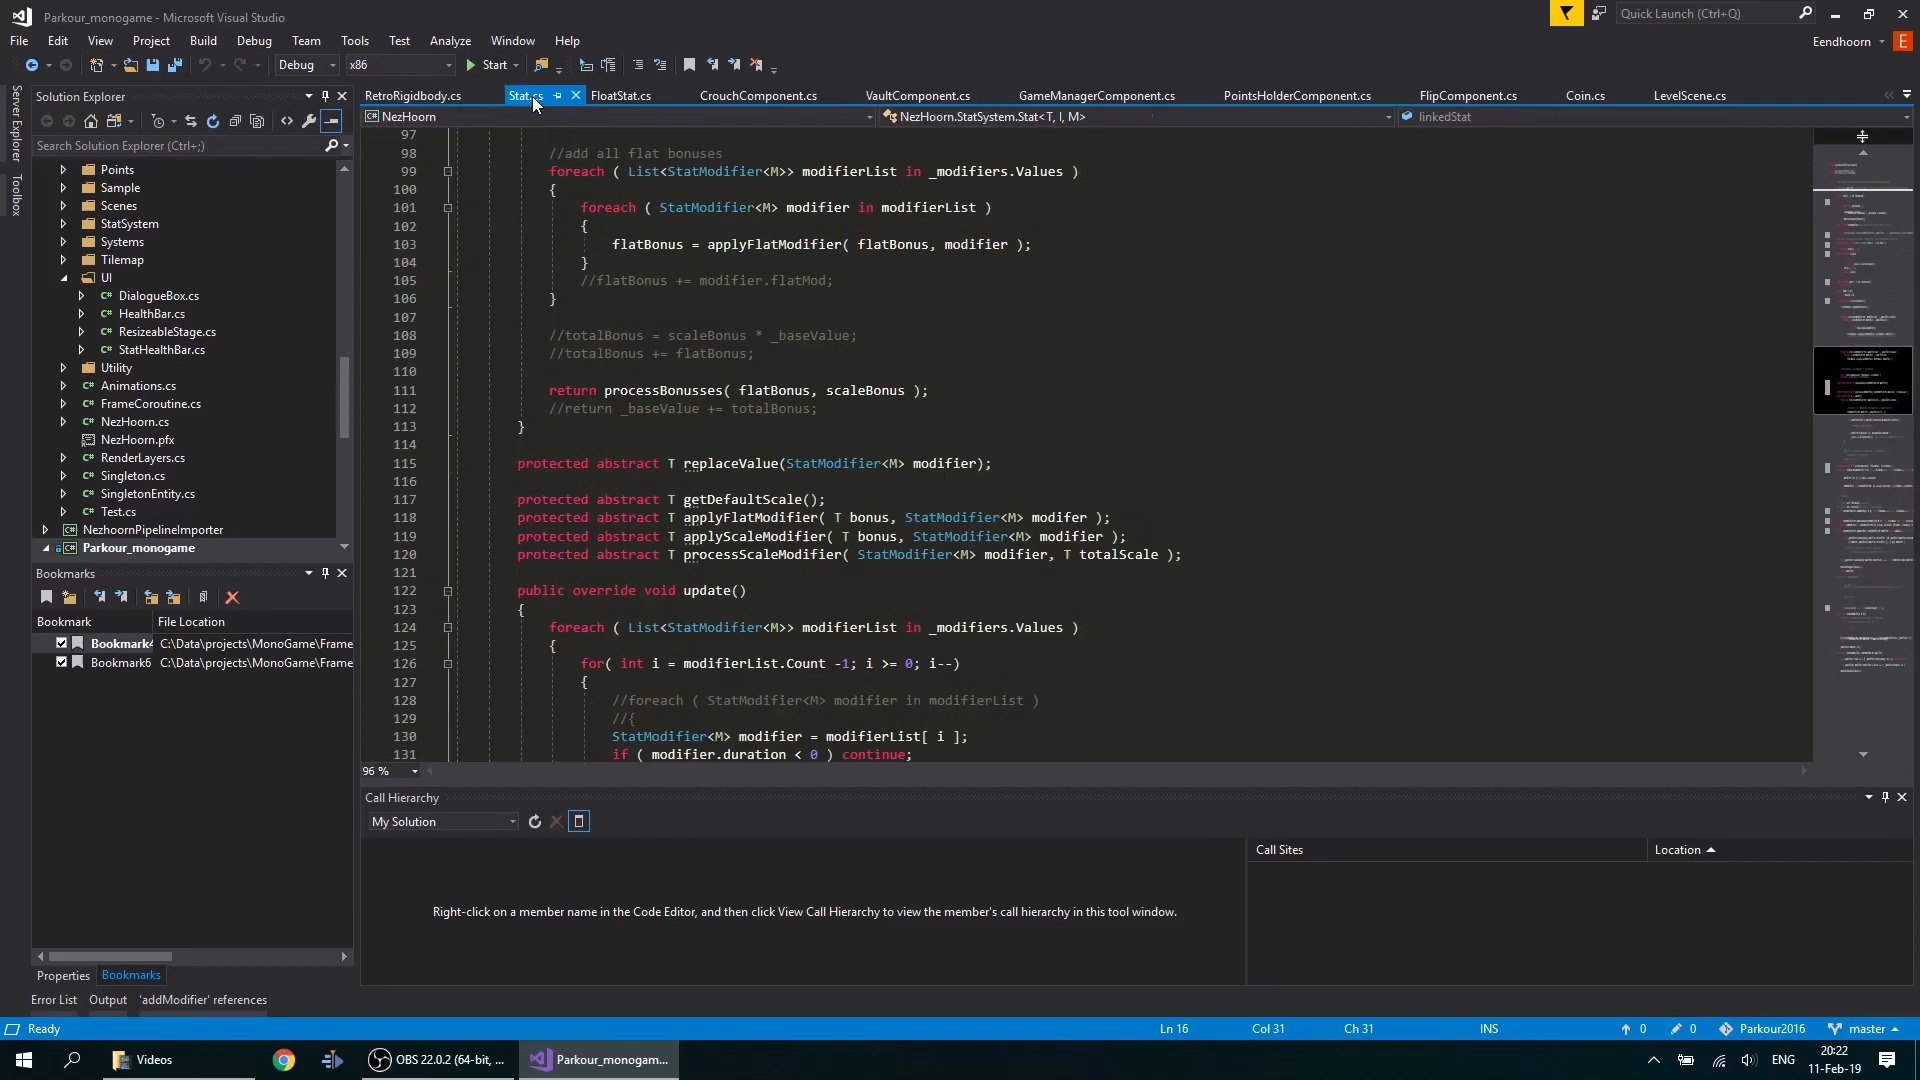 Parkour_monogame - Microsoft Visual Studio
Quick Launch (Ctrl+Q)
File Edit View Project Build Debug Team Tools Test Analyze Window Help
Eendhoorn E
Debug x86 Start
Server Explorer
Toolbox
Solution Explorer
Search Solution Explorer (Ctrl+;)
Points
Sample
Scenes
StatSystem
Systems
Tilemap
UI
C# DialogueBox.cs
C# HealthBar.cs
C# ResizeableStage.cs
C# StatHealthBar.cs
Utility
C# Animations.cs
C# FrameCoroutine.cs
C# NezHoorn.cs
NezHoorn.pfx
C# RenderLayers.cs
C# Singleton.cs
C# SingletonEntity.cs
C# Test.cs
C# NezhoornPipelineImporter
C# Parkour_monogame
Bookmarks
Bookmark File Location
Bookmark4 C:\Data\projects\MonoGame\Frame
Bookmark6 C:\Data\projects\MonoGame\Frame
Properties Bookmarks
Error List Output 'addModifier' references
RetroRigidbody.cs Stat.cs FloatStat.cs CrouchComponent.cs VaultComponent.cs GameManagerComponent.cs PointsHolderComponent.cs FlipComponent.cs Coin.cs LevelScene.cs
C# NezHoorn NezHoorn.StatSystem.Stat<T, I, M> linkedStat
97
98 //add all flat bonuses
99 foreach ( List<StatModifier<M>> modifierList in _modifiers.Values )
100 {
101 foreach ( StatModifier<M> modifier in modifierList )
102 {
103 flatBonus = applyFlatModifier( flatBonus, modifier );
104 }
105 //flatBonus += modifier.flatMod;
106 }
107
108 //totalBonus = scaleBonus * _baseValue;
109 //totalBonus += flatBonus;
110
111 return processBonusses( flatBonus, scaleBonus );
112 //return _baseValue += totalBonus;
113 }
114
115 protected abstract T replaceValue(StatModifier<M> modifier);
116
117 protected abstract T getDefaultScale();
118 protected abstract T applyFlatModifier( T bonus, StatModifier<M> modifer );
119 protected abstract T applyScaleModifier( T bonus, StatModifier<M> modifier );
120 protected abstract T processScaleModifier( StatModifier<M> modifier, T totalScale );
121
122 public override void update()
123 {
124 foreach ( List<StatModifier<M>> modifierList in _modifiers.Values )
125 {
126 for( int i = modifierList.Count -1; i >= 0; i--)
127 {
128 //foreach ( StatModifier<M> modifier in modifierList )
129 //{
130 StatModifier<M> modifier = modifierList[ i ];
131 if ( modifier.duration < 0 ) continue;
96 %
Call Hierarchy
My Solution
Call Sites Location
Right-click on a member name in the Code Editor, and then click View Call Hierarchy to view the member's call hierarchy in this tool window.
Ready Ln 16 Col 31 Ch 31 INS 0 0 Parkour2016 master
Videos OBS 22.0.2 (64-bit, ... Parkour_monogam... ENG 20:22
11-Feb-19